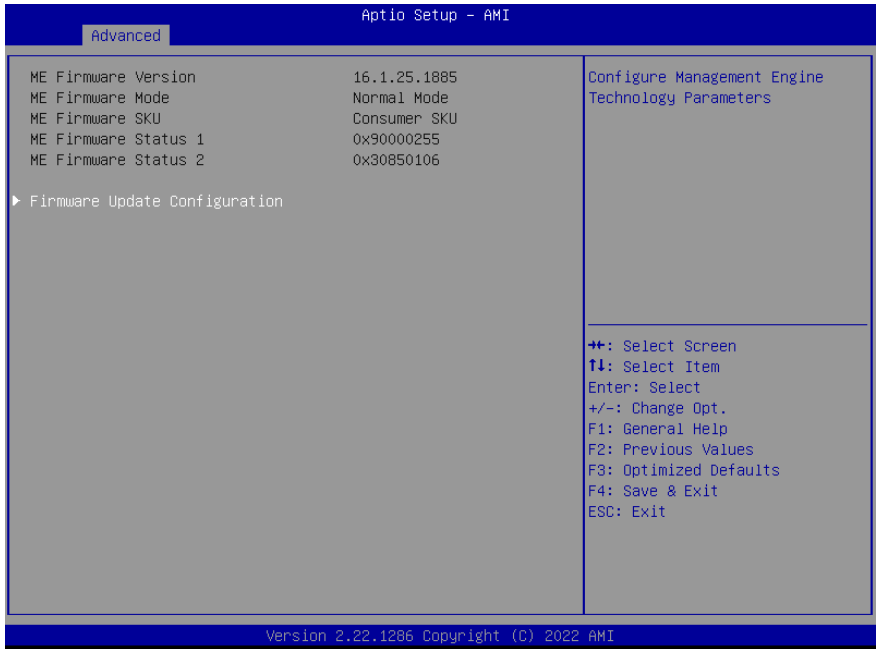 Aptio Setup – AMI
Advanced
ME Firmware Version 16.1.25.1885
ME Firmware Mode Normal Mode
ME Firmware SKU Consumer SKU
ME Firmware Status 1 0x90000255
ME Firmware Status 2 0x30850106
▶ Firmware Update Configuration
Configure Management Engine
Technology Parameters
→←: Select Screen
↑↓: Select Item
Enter: Select
+/-: Change Opt.
F1: General Help
F2: Previous Values
F3: Optimized Defaults
F4: Save & Exit
ESC: Exit
Version 2.22.1286 Copyright (C) 2022 AMI